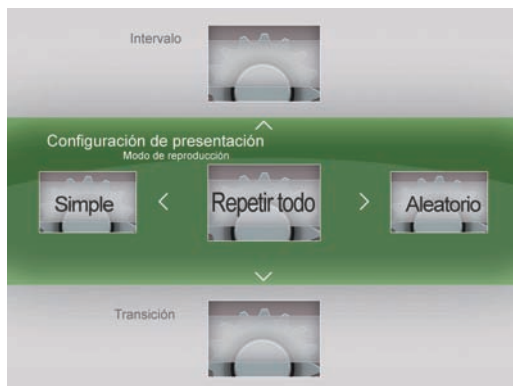 Intervalo
Configuración de presentación
Modo de reproducción
Simple
Repetir todo
Aleatorio
Transición